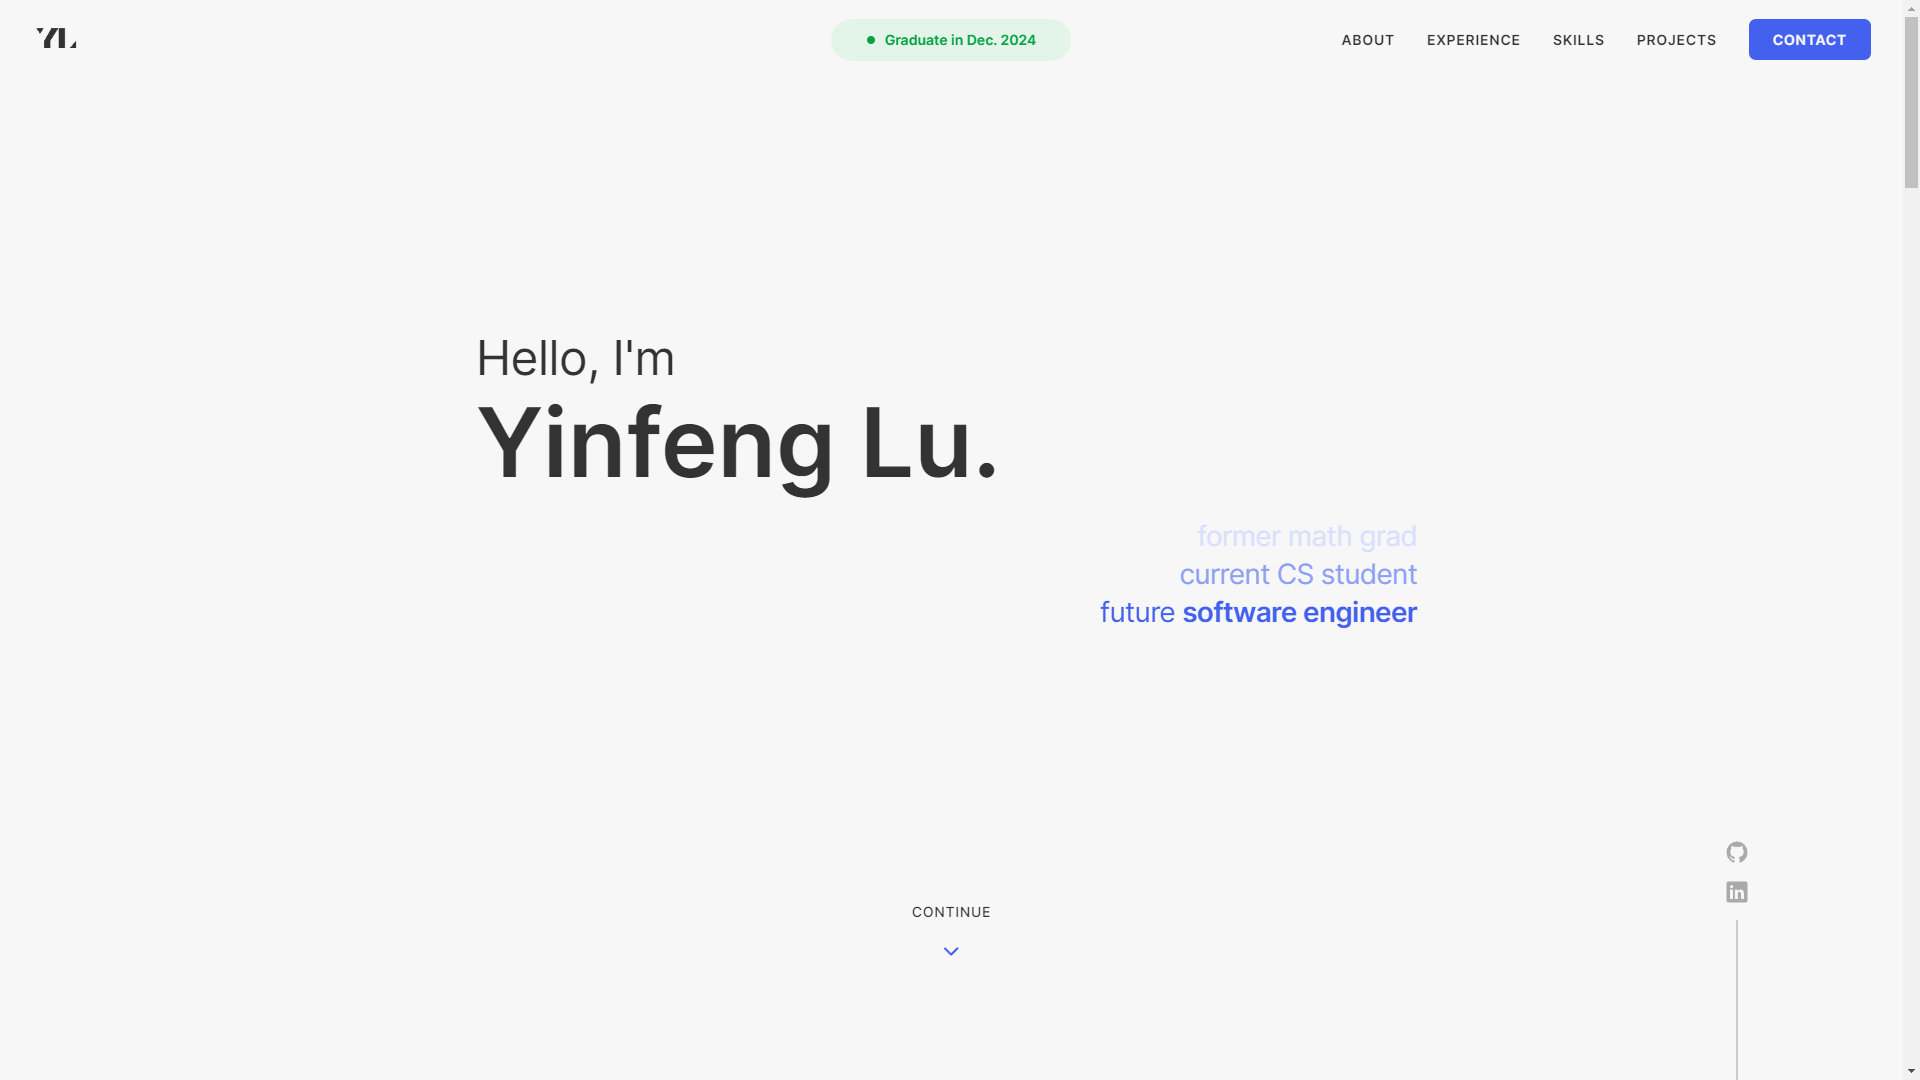 YL
Graduate in Dec. 2024
ABOUT
EXPERIENCE
SKILLS
PROJECTS
CONTACT
Hello, I'm
Yinfeng Lu.
former math grad
current CS student
future software engineer
CONTINUE
in